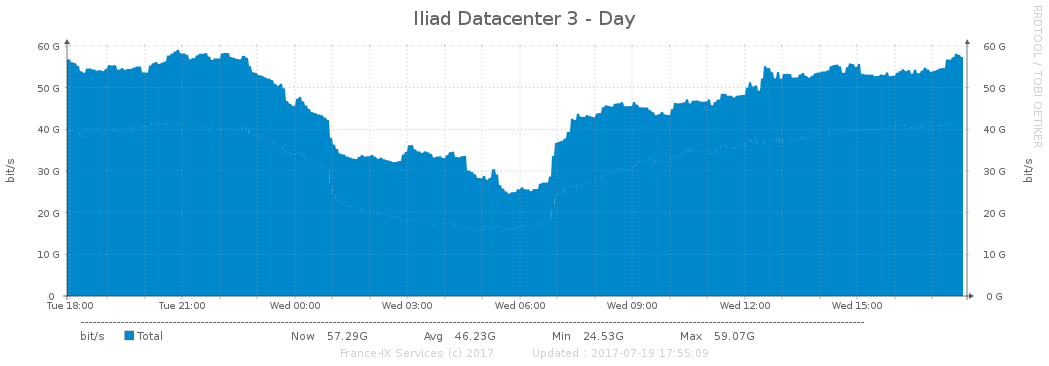 Iliad Datacenter 3 - Day
RRDTOOL / TOBI OETIKER
bit/s
60 G
50 G
40 G
30 G
20 G
10 G
0
60 G
50 G
40 G
30 G
20 G
10 G
0 G
bit/s
Tue 18:00 Tue 21:00 Wed 00:00 Wed 03:00 Wed 06:00 Wed 09:00 Wed 12:00 Wed 15:00
bit/s Total Now 57.29G Avg 46.23G Min 24.53G Max 59.07G
France-IX Services (c) 2017 Updated : 2017-07-19 17:55:09